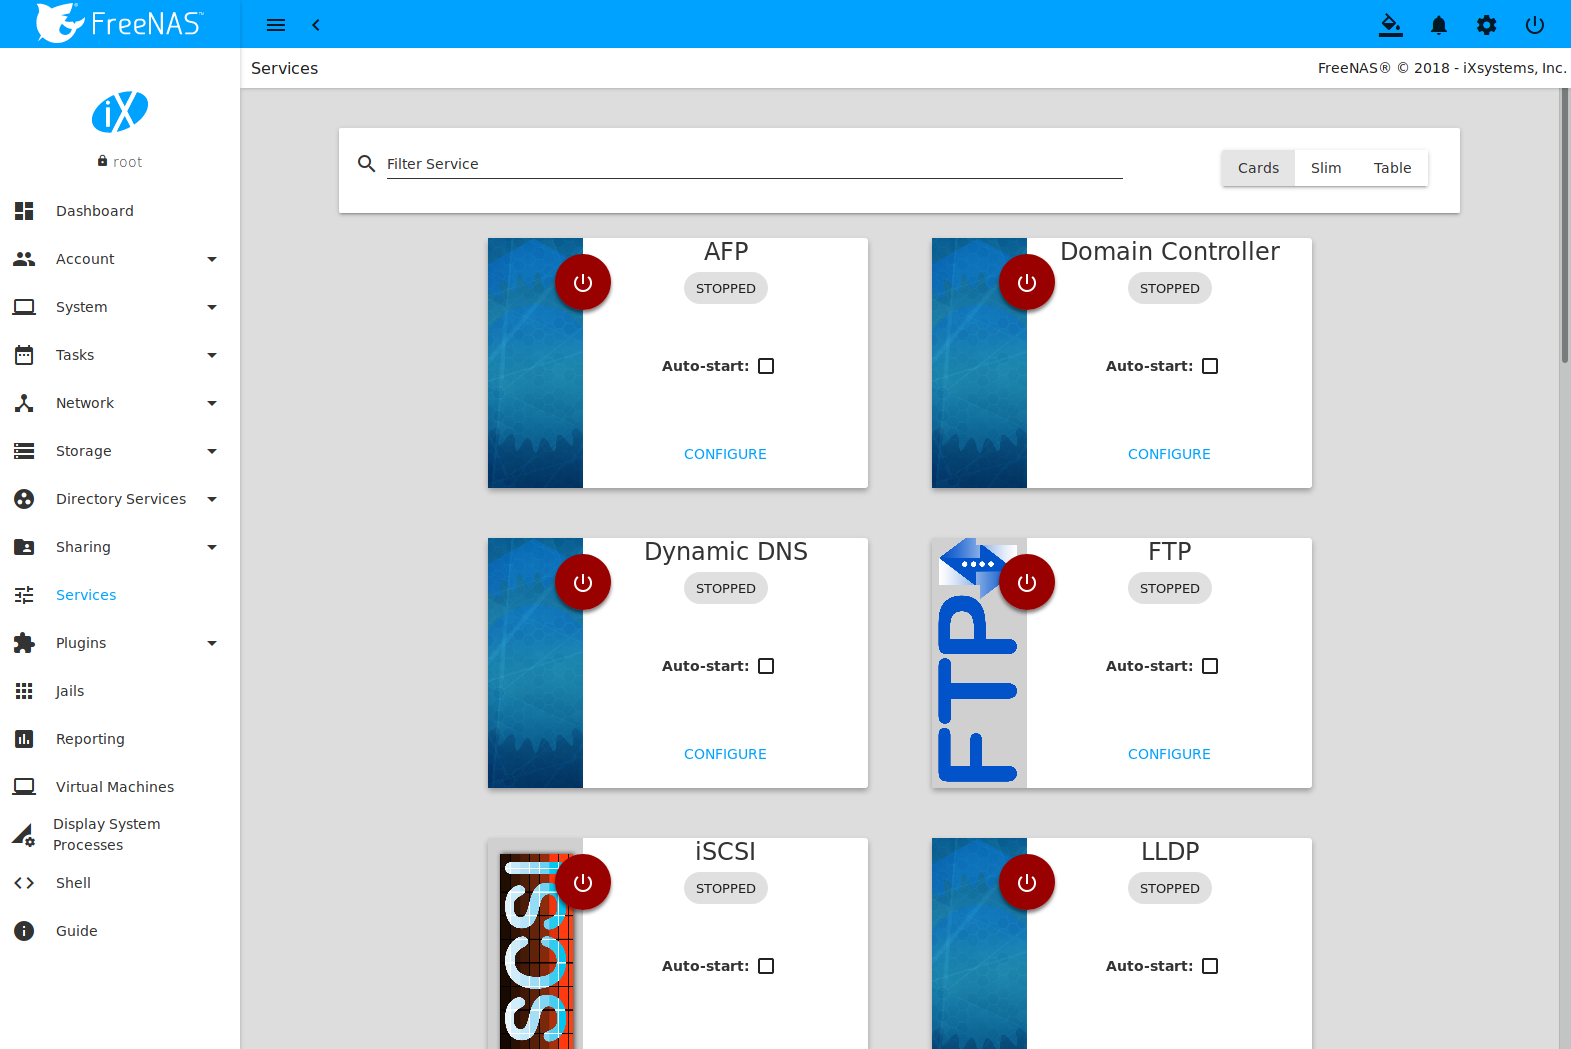 FreeNAS™
Services
FreeNAS® © 2018 - iXsystems, Inc.
iX
root
Dashboard
Account
System
Tasks
Network
Storage
Directory Services
Sharing
Services
Plugins
Jails
Reporting
Virtual Machines
Display System
Processes
Shell
Guide
Filter Service
Cards
Slim
Table
AFP
STOPPED
Auto-start:
CONFIGURE
Domain Controller
STOPPED
Auto-start:
CONFIGURE
Dynamic DNS
STOPPED
Auto-start:
CONFIGURE
FTP
FTP
STOPPED
Auto-start:
CONFIGURE
SCSI
iSCSI
STOPPED
Auto-start:
LLDP
STOPPED
Auto-start: